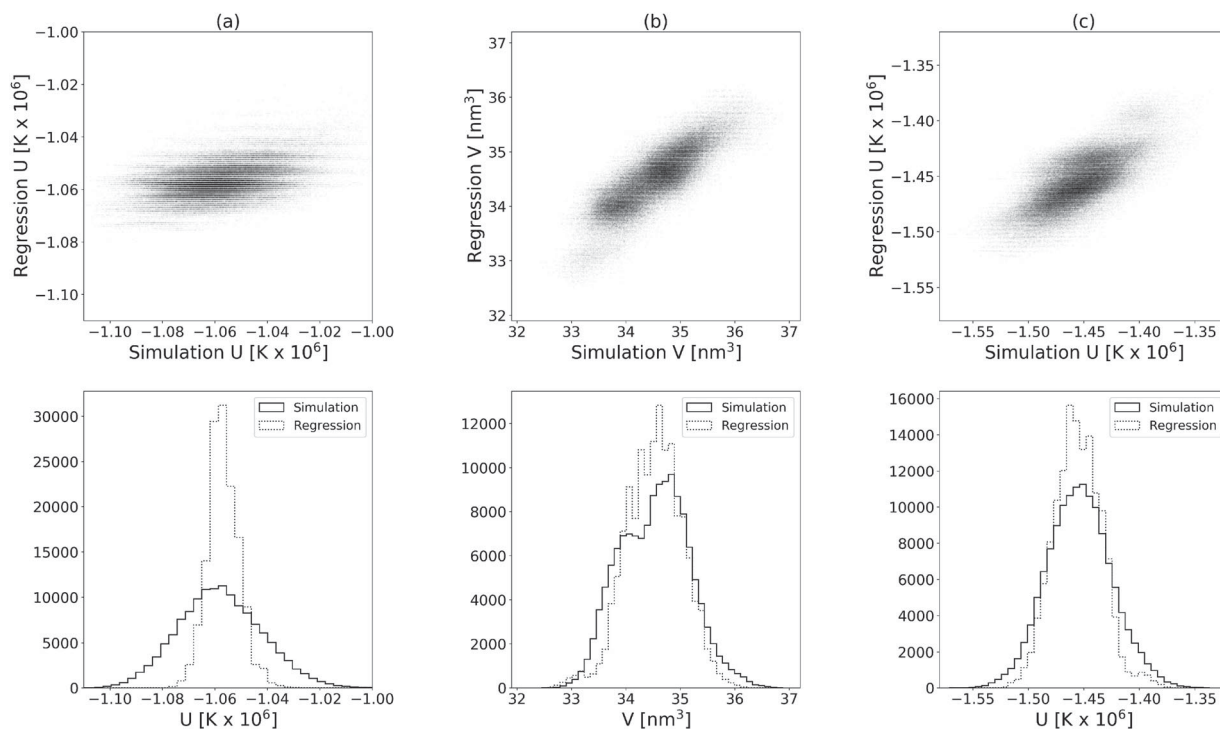 (a)
−1.00
−1.02
−1.04
−1.06
−1.08
−1.10
Regression U [K x 10⁶]
−1.10 −1.08 −1.06 −1.04 −1.02 −1.00
Simulation U [K x 10⁶]
(b)
37
36
35
34
33
32
Regression V [nm³]
32 33 34 35 36 37
Simulation V [nm³]
(c)
−1.35
−1.40
−1.45
−1.50
−1.55
Regression U [K x 10⁶]
−1.55 −1.50 −1.45 −1.40 −1.35
Simulation U [K x 10⁶]
30000
25000
20000
15000
10000
5000
0
Simulation
Regression
−1.10 −1.08 −1.06 −1.04 −1.02 −1.00
U [K x 10⁶]
12000
10000
8000
6000
4000
2000
0
Simulation
Regression
32 33 34 35 36 37
V [nm³]
16000
14000
12000
10000
8000
6000
4000
2000
0
Simulation
Regression
−1.55 −1.50 −1.45 −1.40 −1.35
U [K x 10⁶]